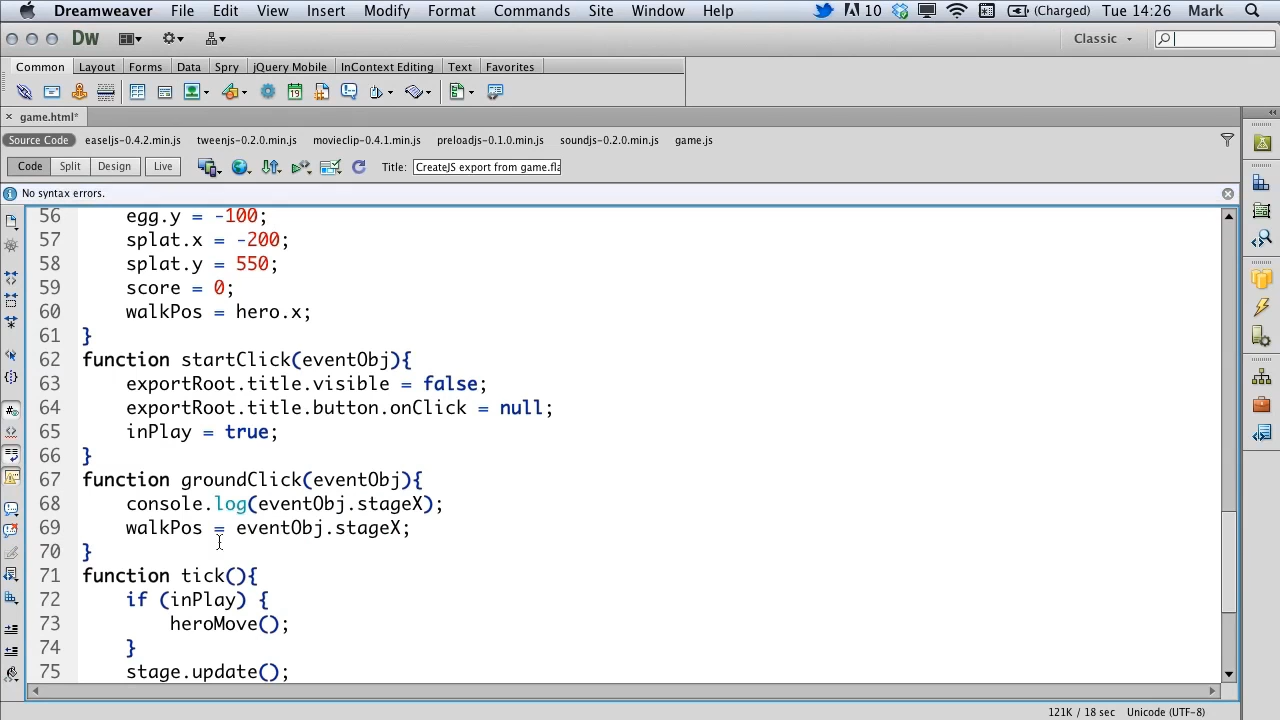 Dreamweaver File Edit View Insert Modify Format Commands Site Window Help 10 (Charged) Tue 14:26 Mark
Dw Classic
Common Layout Forms Data Spry jQuery Mobile InContext Editing Text Favorites
19
game.html*
Source Code easeljs-0.4.2.min.js tweenjs-0.2.0.min.js movieclip-0.4.1.min.js preloadjs-0.1.0.min.js soundjs-0.2.0.min.js game.js
Code Split Design Live Title: CreateJS export from game.fla
No syntax errors.
56 egg.y = -100;
57 splat.x = -200;
58 splat.y = 550;
59 score = 0;
60 walkPos = hero.x;
61 }
62 function startClick(eventObj){
63 exportRoot.title.visible = false;
64 exportRoot.title.button.onClick = null;
65 inPlay = true;
66 }
67 function groundClick(eventObj){
68 console.log(eventObj.stageX);
69 walkPos = eventObj.stageX;
70 }
71 function tick(){
72 if (inPlay) {
73 heroMove();
74 }
75 stage.update();
121K / 18 sec Unicode (UTF-8)